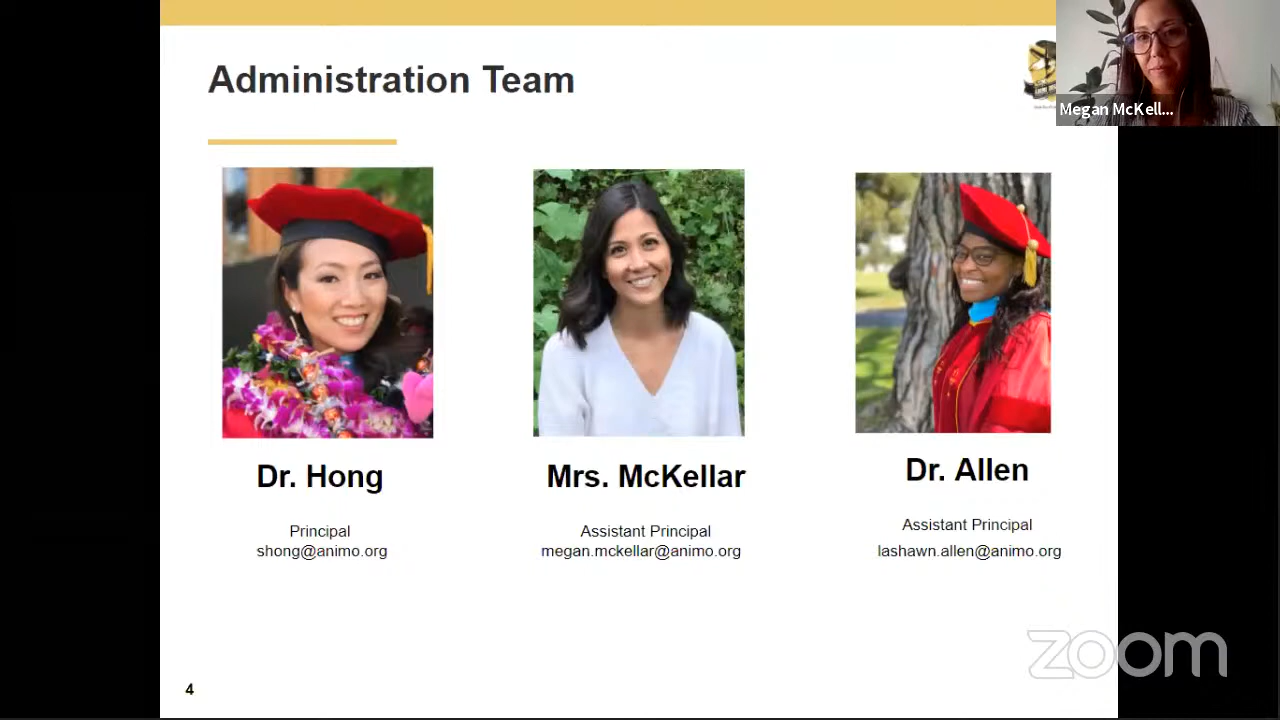 Administration Team
Megan McKell...
Dr. Hong
Mrs. McKellar
Dr. Allen
Principal
shong@animo.org
Assistant Principal
megan.mckellar@animo.org
Assistant Principal
lashawn.allen@animo.org
zoom
4